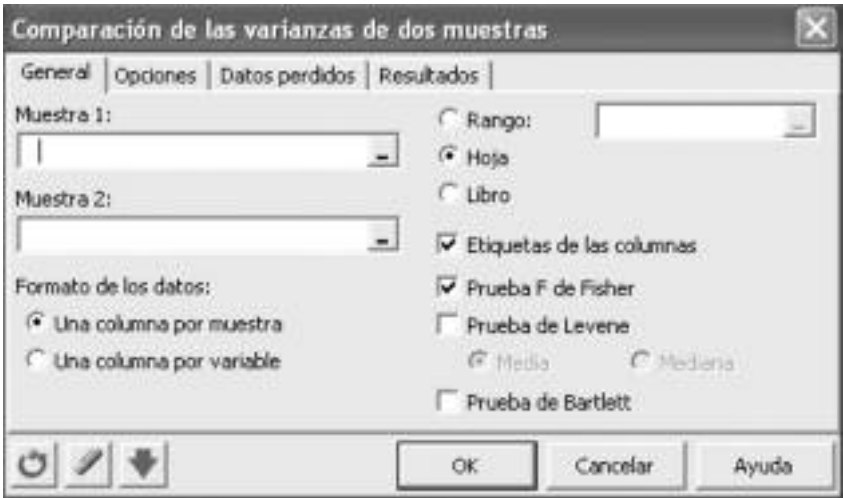 Comparación de las varianzas de dos muestras
General | Opciones | Datos perdidos | Resultados |
Muestra 1:
Muestra 2:
Formato de los datos:
Una columna por muestra
Una columna por variable
Rango:
Hoja
Libro
Etiquetas de las columnas
Prueba F de Fisher
Prueba de Levene
Media
Mediana
Prueba de Bartlett
OK
Cancelar
Ayuda